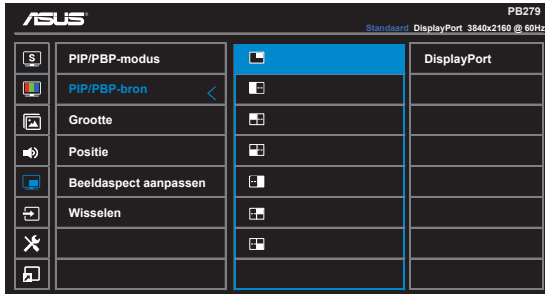 ASUS
PB279
Standaard DisplayPort 3840x2160 @ 60Hz
S
PIP/PBP-modus
DisplayPort
PIP/PBP-bron
Grootte
Positie
Beeldaspect aanpassen
Wisselen